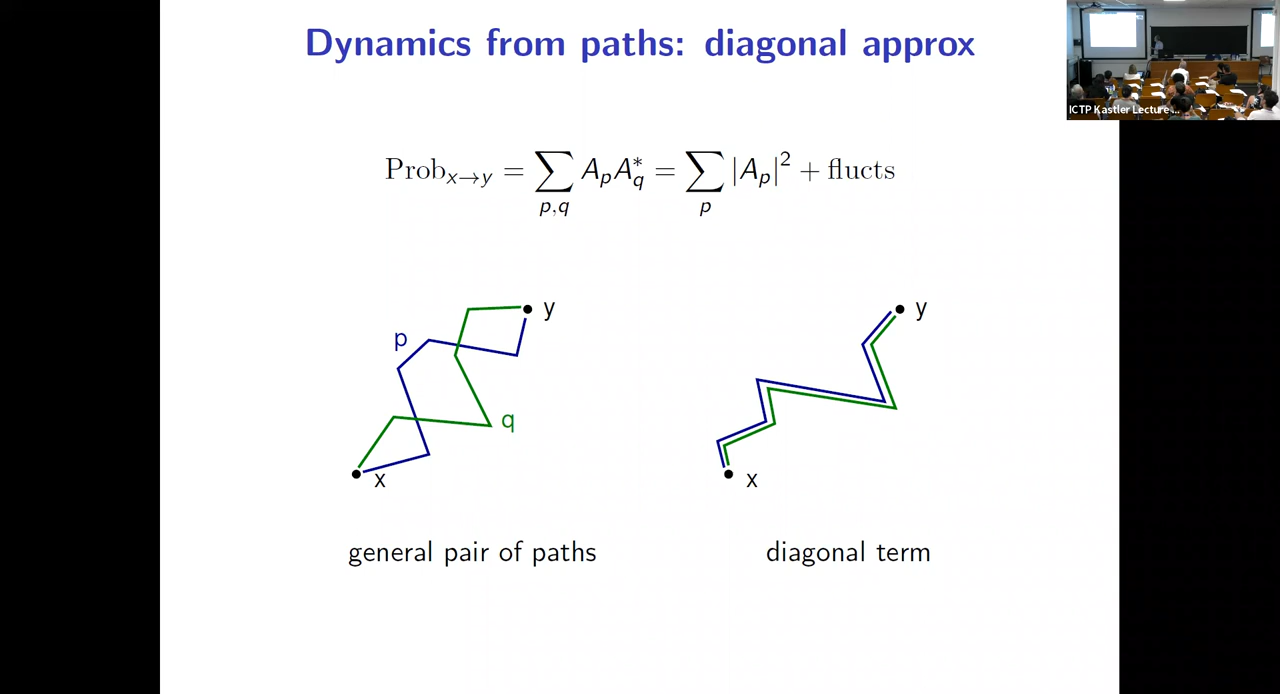 Dynamics from paths: diagonal approx
ICTP Kastler Lecture ...
Prob_{x→y} = ∑_{p,q} A_p A_q^* = ∑_p |A_p|^2 + flucts
y
y
p
q
x
x
general pair of paths
diagonal term